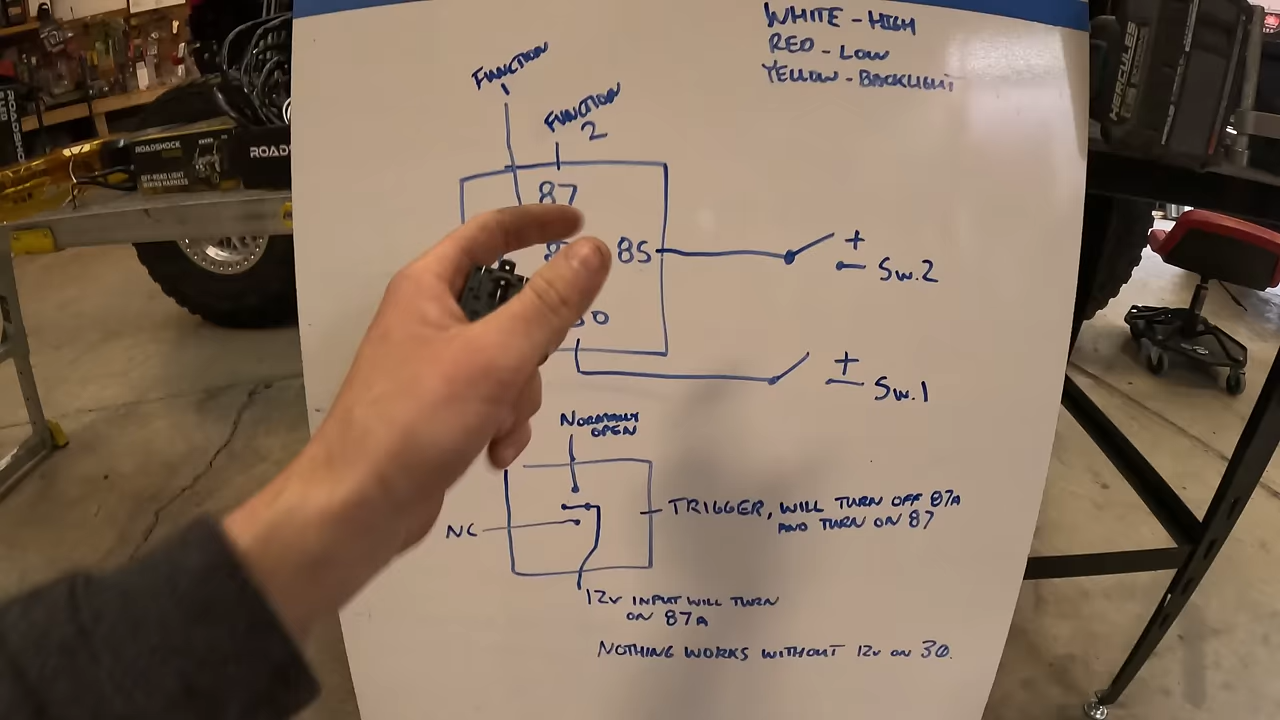 WHITE - HIGH
RED - LOW
YELLOW - BACKLIGHT
FUNCTION
FUNCTION
2
87
85
+
Sw.2
30
+
Sw.1
NORMALLY
OPEN
NC
TRIGGER, WILL TURN OFF 87A
AND TURN ON 87
12V INPUT WILL TURN
ON 87A
NOTHING WORKS WITHOUT 12V ON 30.
ROADSHOCK
OFF-ROAD LIGHT
WIRING HARNESS
ROADS
HERCULES